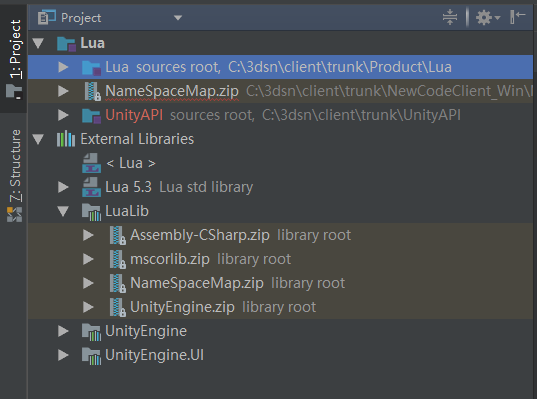 Project
Lua
Lua sources root, C:\3dsn\client\trunk\Product\Lua
NameSpaceMap.zip C:\3dsn\client\trunk\NewCodeClient_Win\
UnityAPI sources root, C:\3dsn\client\trunk\UnityAPI
External Libraries
< Lua >
Lua 5.3 Lua std library
LuaLib
Assembly-CSharp.zip library root
mscorlib.zip library root
NameSpaceMap.zip library root
UnityEngine.zip library root
UnityEngine
UnityEngine.UI
1: Project
Z: Structure